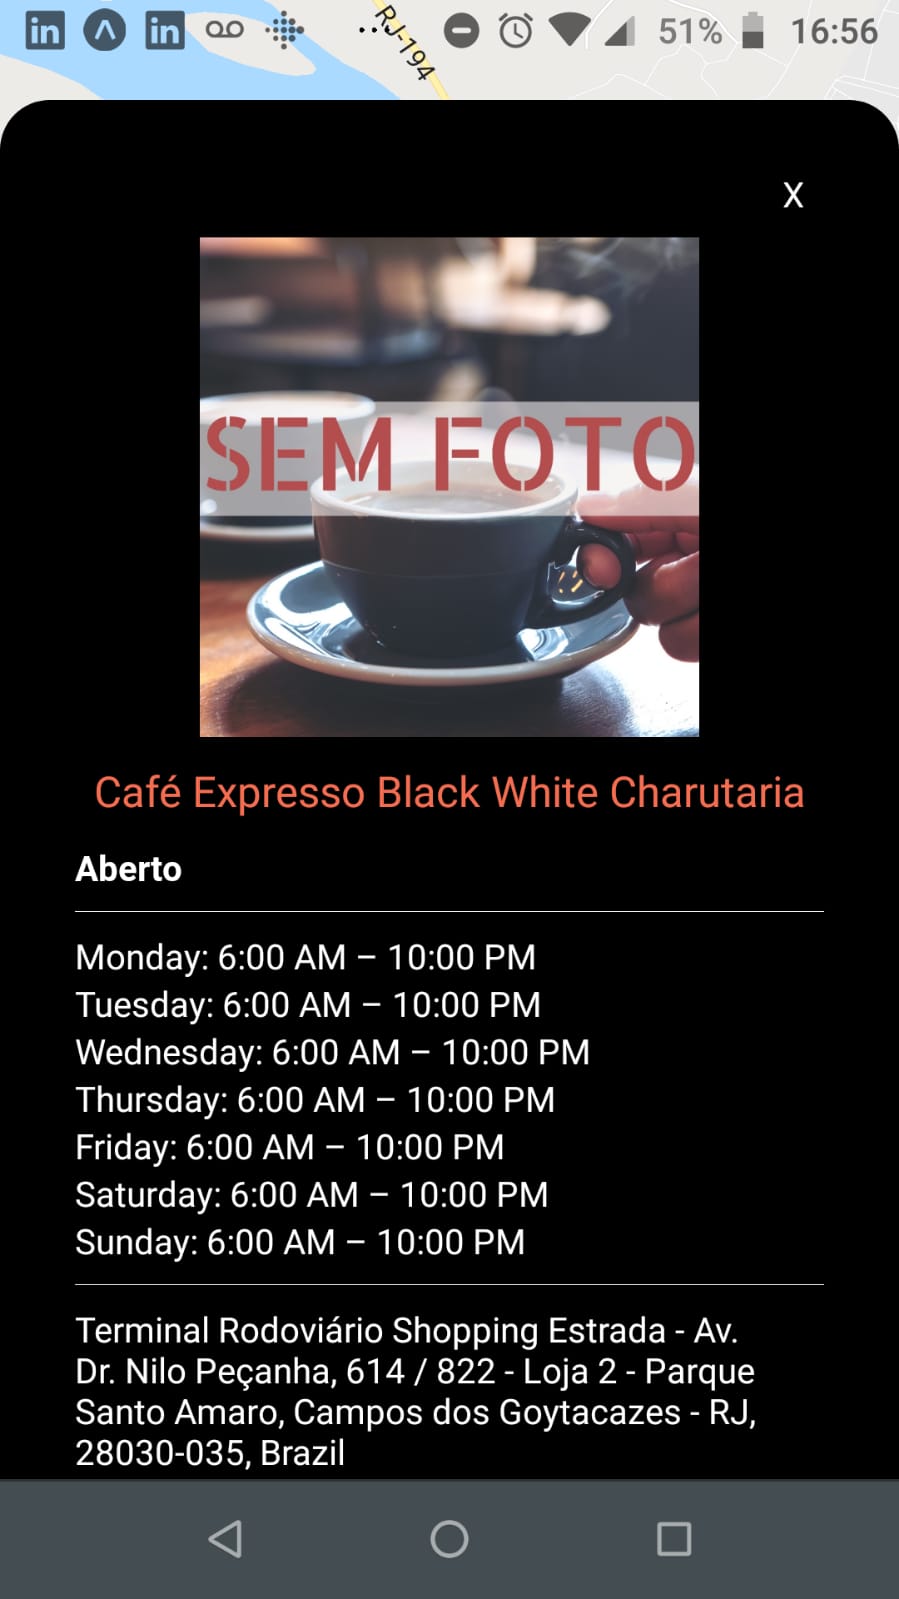 in in RJ-194 51% 16:56
X
SEM FOTO
Café Expresso Black White Charutaria
Aberto
Monday: 6:00 AM – 10:00 PM
Tuesday: 6:00 AM – 10:00 PM
Wednesday: 6:00 AM – 10:00 PM
Thursday: 6:00 AM – 10:00 PM
Friday: 6:00 AM – 10:00 PM
Saturday: 6:00 AM – 10:00 PM
Sunday: 6:00 AM – 10:00 PM
Terminal Rodoviário Shopping Estrada - Av.
Dr. Nilo Peçanha, 614 / 822 - Loja 2 - Parque
Santo Amaro, Campos dos Goytacazes - RJ,
28030-035, Brazil